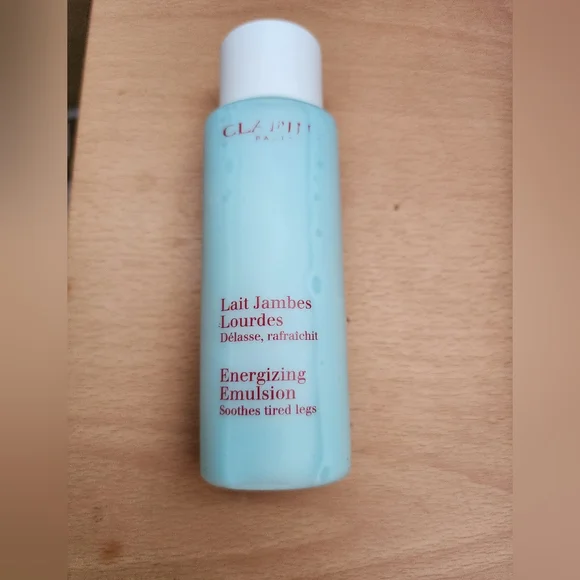 Lait Jambes
Lourdes
Délasse, rafraîchit
Energizing
Emulsion
Soothes tired legs